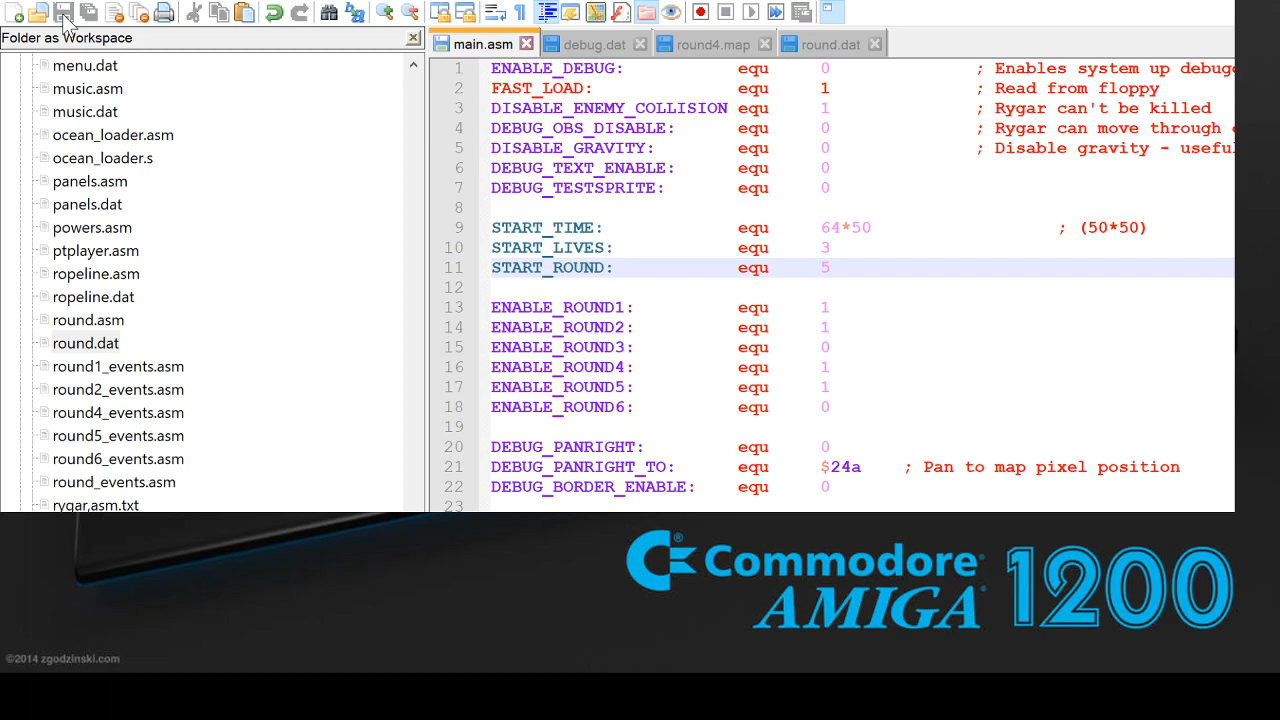 Folder as Workspace
menu.dat
music.asm
music.dat
ocean_loader.asm
ocean_loader.s
panels.asm
panels.dat
powers.asm
ptplayer.asm
ropeline.asm
ropeline.dat
round.asm
round.dat
round1_events.asm
round2_events.asm
round4_events.asm
round5_events.asm
round6_events.asm
round_events.asm
rygar.asm.txt
main.asm debug.dat round4.map round.dat
1 ENABLE_DEBUG: equ 0 ; Enables system up
2 FAST_LOAD: equ 1 ; Read from floppy
3 DISABLE_ENEMY_COLLISION equ 1 ; Rygar can't be killed
4 DEBUG_OBS_DISABLE: equ 0 ; Rygar can move through
5 DISABLE_GRAVITY: equ 0 ; Disable gravity -
6 DEBUG_TEXT_ENABLE: equ 0
7 DEBUG_TESTSPRITE: equ 0
8
9 START_TIME: equ 64*50 ; (50*50)
10 START_LIVES: equ 3
11 START_ROUND: equ 5
12
13 ENABLE_ROUND1: equ 1
14 ENABLE_ROUND2: equ 1
15 ENABLE_ROUND3: equ 0
16 ENABLE_ROUND4: equ 1
17 ENABLE_ROUND5: equ 1
18 ENABLE_ROUND6: equ 0
19
20 DEBUG_PANRIGHT: equ 0
21 DEBUG_PANRIGHT_TO: equ $24a ; Pan to map pixel position
22 DEBUG_BORDER_ENABLE: equ 0
23
Commodore
AMIGA 1200
©2014 zgodzinski.com